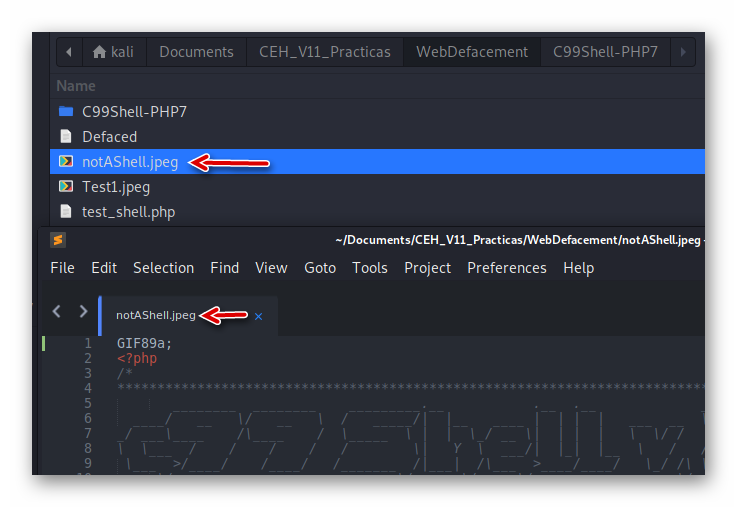 kali Documents CEH_V11_Practicas WebDefacement C99Shell-PHP7
Name
C99Shell-PHP7
Defaced
notAShell.jpeg
Test1.jpeg
test_shell.php
~/Documents/CEH_V11_Practicas/WebDefacement/notAShell.jpeg
File Edit Selection Find View Goto Tools Project Preferences Help
notAShell.jpeg ×
1 GIF89a;
2 <?php
3 /*
4
5
6
7
8
9